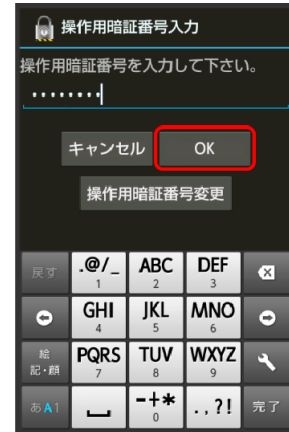 操作用暗証番号入力
操作用暗証番号を入力して下さい。
········
キャンセル OK
操作用暗証番号変更
戻す .@/_ 1 ABC 2 DEF 3
GHI 4 JKL 5 MNO 6
絵記・顔 PQRS 7 TUV 8 WXYZ 9
あA1 -+* 0 .,?! 完了